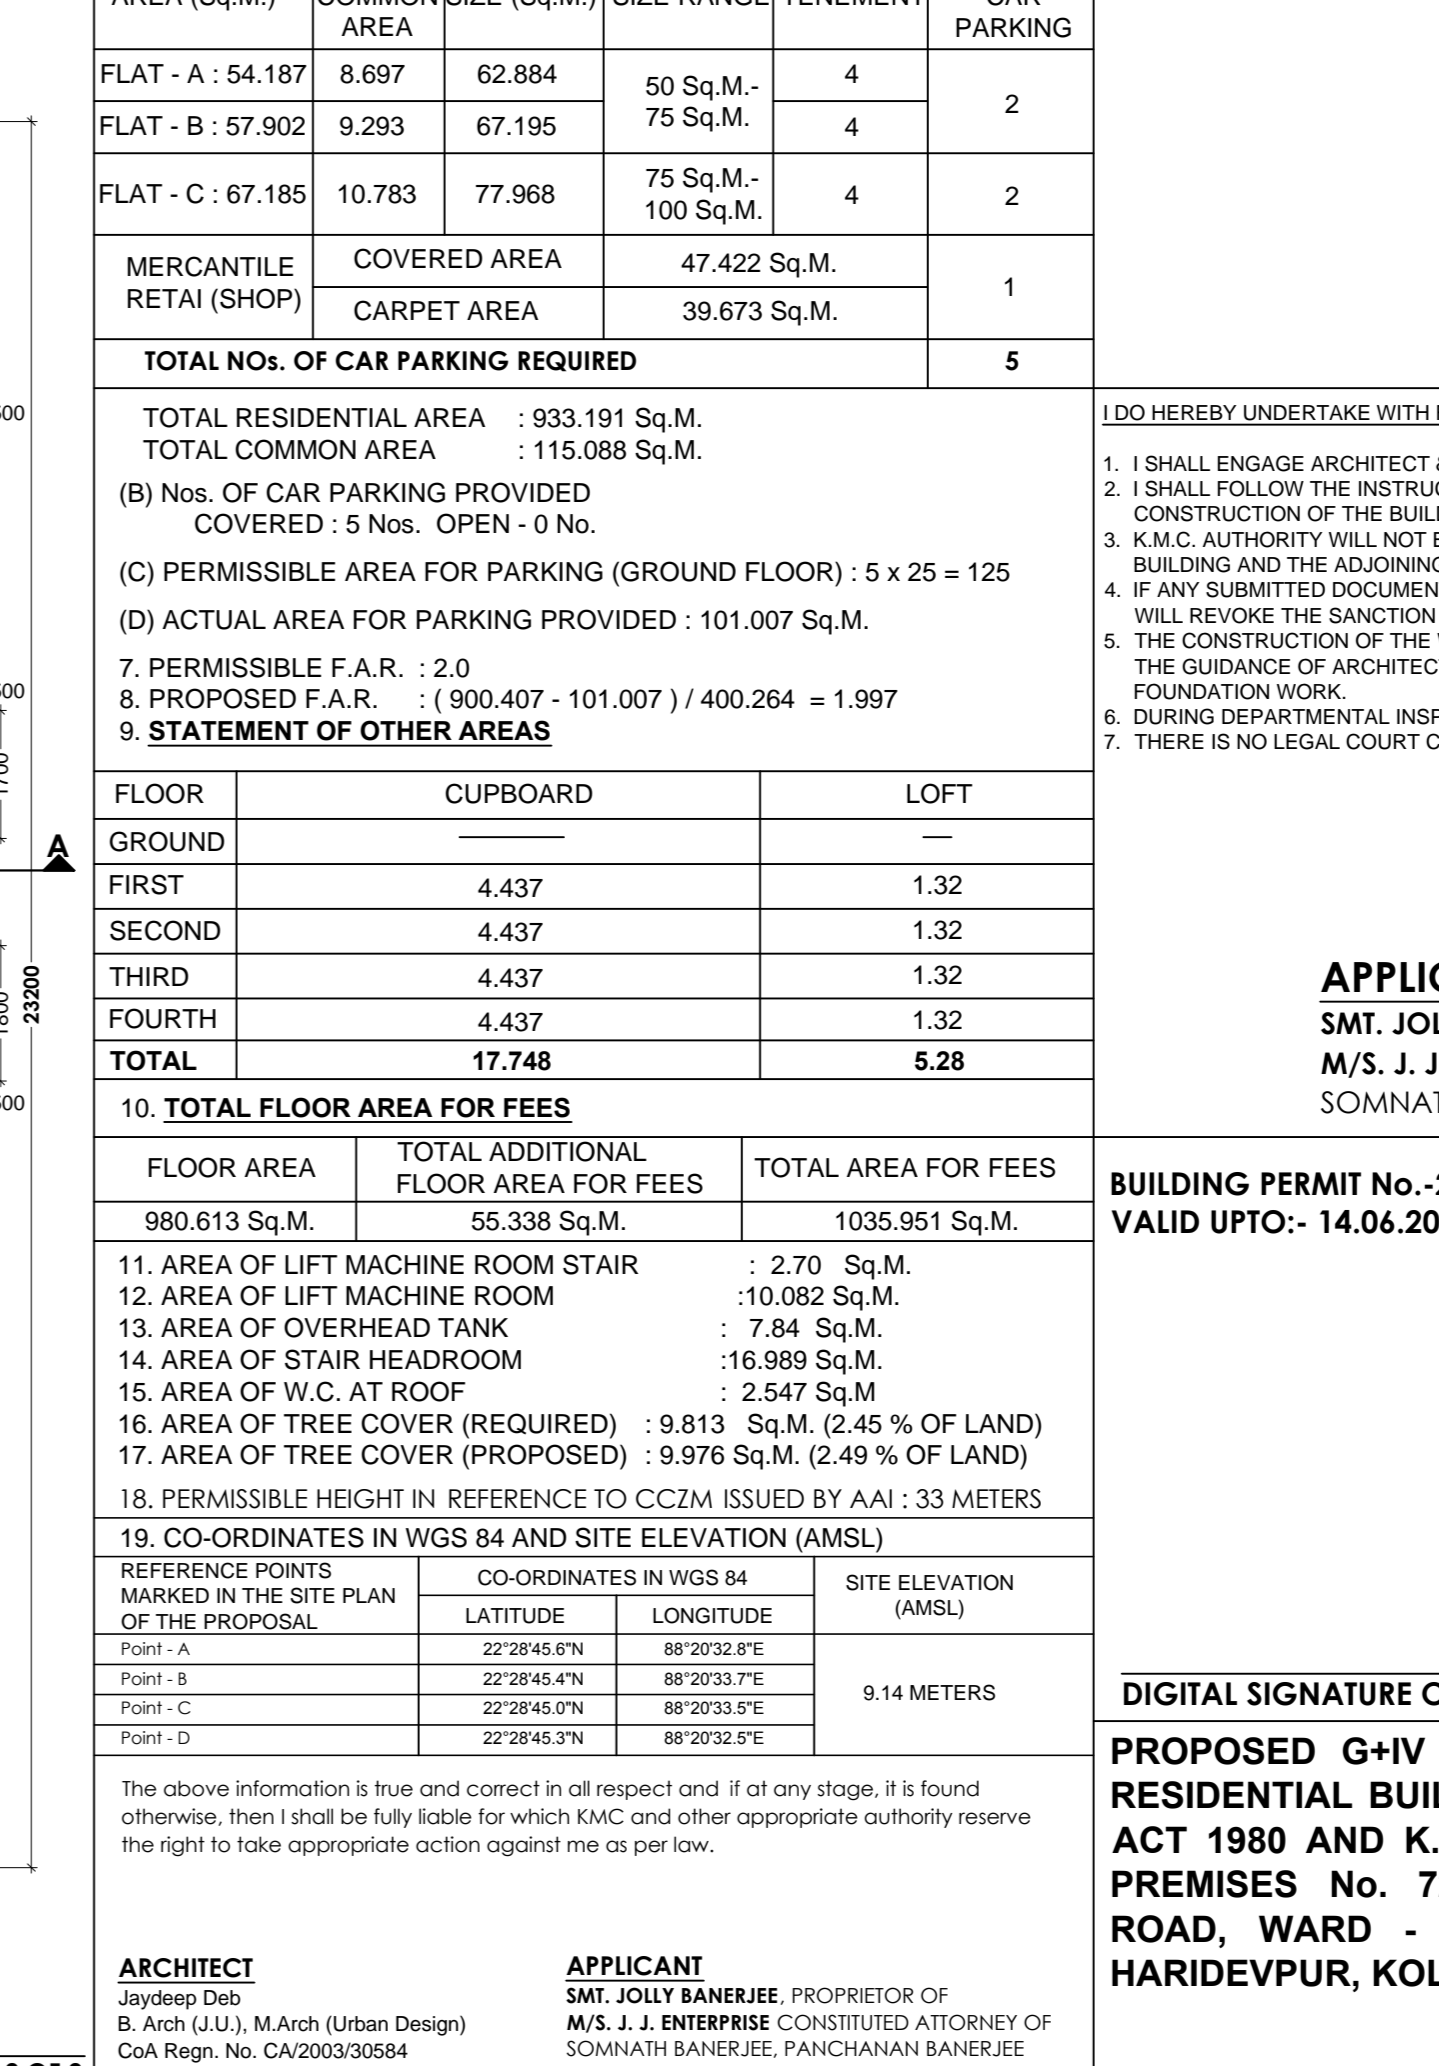 COMMON AREA
CAR PARKING
FLAT - A : 54.187 8.697 62.884 50 Sq.M.- 75 Sq.M. 4 2
FLAT - B : 57.902 9.293 67.195 4
FLAT - C : 67.185 10.783 77.968 75 Sq.M.- 100 Sq.M. 4 2
MERCANTILE RETAI (SHOP) COVERED AREA 47.422 Sq.M. 1
CARPET AREA 39.673 Sq.M.
TOTAL NOs. OF CAR PARKING REQUIRED 5
TOTAL RESIDENTIAL AREA : 933.191 Sq.M.
TOTAL COMMON AREA : 115.088 Sq.M.
(B) Nos. OF CAR PARKING PROVIDED
COVERED : 5 Nos. OPEN - 0 No.
(C) PERMISSIBLE AREA FOR PARKING (GROUND FLOOR) : 5 x 25 = 125
(D) ACTUAL AREA FOR PARKING PROVIDED : 101.007 Sq.M.
7. PERMISSIBLE F.A.R. : 2.0
8. PROPOSED F.A.R. : ( 900.407 - 101.007 ) / 400.264 = 1.997
9. STATEMENT OF OTHER AREAS
FLOOR CUPBOARD LOFT
GROUND — —
FIRST 4.437 1.32
SECOND 4.437 1.32
THIRD 4.437 1.32
FOURTH 4.437 1.32
TOTAL 17.748 5.28
10. TOTAL FLOOR AREA FOR FEES
FLOOR AREA TOTAL ADDITIONAL FLOOR AREA FOR FEES TOTAL AREA FOR FEES
980.613 Sq.M. 55.338 Sq.M. 1035.951 Sq.M.
11. AREA OF LIFT MACHINE ROOM STAIR : 2.70 Sq.M.
12. AREA OF LIFT MACHINE ROOM :10.082 Sq.M.
13. AREA OF OVERHEAD TANK : 7.84 Sq.M.
14. AREA OF STAIR HEADROOM :16.989 Sq.M.
15. AREA OF W.C. AT ROOF : 2.547 Sq.M
16. AREA OF TREE COVER (REQUIRED) : 9.813 Sq.M. (2.45 % OF LAND)
17. AREA OF TREE COVER (PROPOSED) : 9.976 Sq.M. (2.49 % OF LAND)
18. PERMISSIBLE HEIGHT IN REFERENCE TO CCZM ISSUED BY AAI : 33 METERS
19. CO-ORDINATES IN WGS 84 AND SITE ELEVATION (AMSL)
REFERENCE POINTS
MARKED IN THE SITE PLAN
OF THE PROPOSAL
CO-ORDINATES IN WGS 84
LATITUDE LONGITUDE
SITE ELEVATION
(AMSL)
Point - A 22°28'45.6"N 88°20'32.8"E
Point - B 22°28'45.4"N 88°20'33.7"E
Point - C 22°28'45.0"N 88°20'33.5"E
Point - D 22°28'45.3"N 88°20'32.5"E
9.14 METERS
The above information is true and correct in all respect and if at any stage, it is found
otherwise, then I shall be fully liable for which KMC and other appropriate authority reserve
the right to take appropriate action against me as per law.
ARCHITECT
Jaydeep Deb
B. Arch (J.U.), M.Arch (Urban Design)
CoA Regn. No. CA/2003/30584
APPLICANT
SMT. JOLLY BANERJEE, PROPRIETOR OF
M/S. J. J. ENTERPRISE CONSTITUTED ATTORNEY OF
SOMNATH BANERJEE, PANCHANAN BANERJEE
A
23200
I DO HEREBY UNDERTAKE WITH
1. I SHALL ENGAGE ARCHITECT
2. I SHALL FOLLOW THE
CONSTRUCTION OF THE
3. K.M.C. AUTHORITY WILL NOT
BUILDING AND THE
4. IF ANY SUBMITTED
WILL REVOKE THE SANCTION
5. THE CONSTRUCTION OF THE
THE GUIDANCE OF
FOUNDATION WORK.
6. DURING DEPARTMENTAL
7. THERE IS NO LEGAL COURT
SMT.
M/S. J.
BUILDING PERMIT No.-
VALID UPTO:- 14.06.20
DIGITAL SIGNATURE
PROPOSED G+IV
RESIDENTIAL
ACT 1980 AND K.
PREMISES No. 7
ROAD, WARD -
HARIDEVPUR,